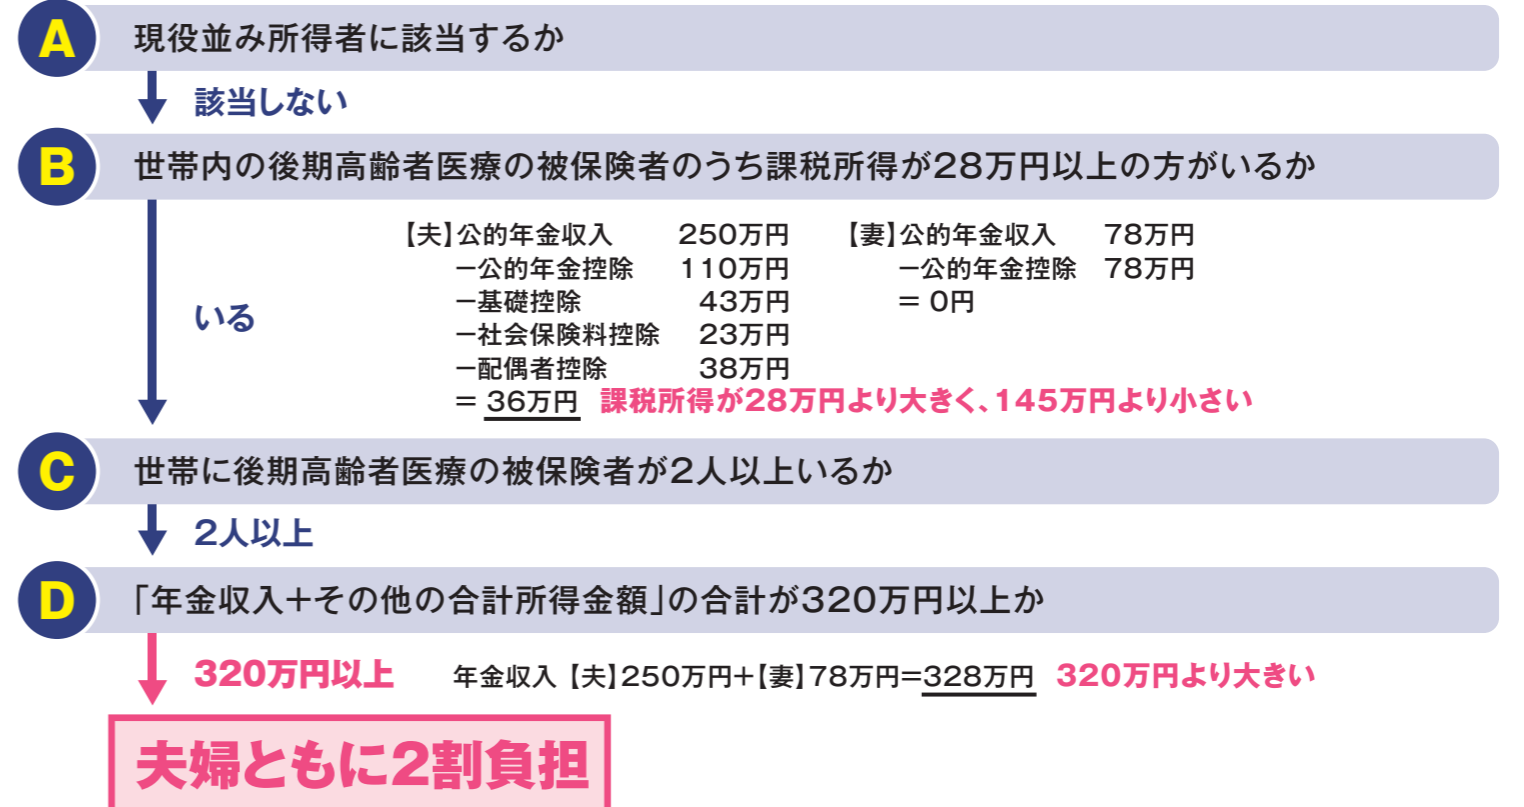 A 現役並み所得者に該当するか
該当しない
B 世帯内の後期高齢者医療の被保険者のうち課税所得が28万円以上の方がいるか
いる
【夫】公的年金収入 250万円
−公的年金控除 110万円
−基礎控除 43万円
−社会保険料控除 23万円
−配偶者控除 38万円
= 36万円 課税所得が28万円より大きく、145万円より小さい
【妻】公的年金収入 78万円
−公的年金控除 78万円
= 0円
C 世帯に後期高齢者医療の被保険者が2人以上いるか
2人以上
D 「年金収入+その他の合計所得金額」の合計が320万円以上か
320万円以上 年金収入【夫】250万円+【妻】78万円=328万円 320万円より大きい
夫婦ともに2割負担